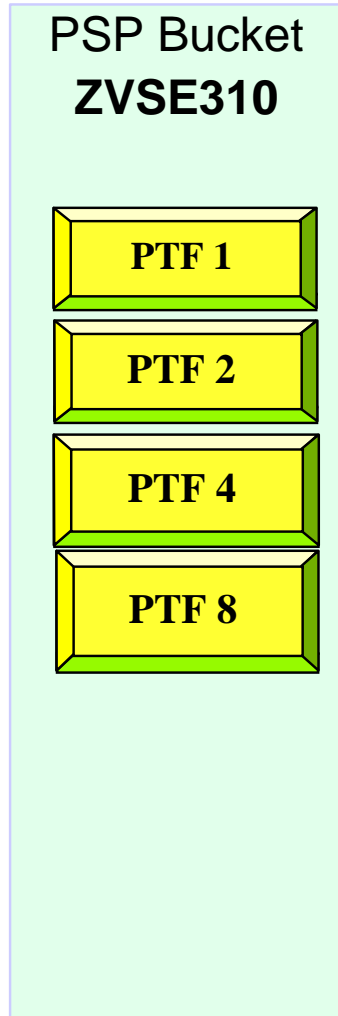 PSP Bucket
ZVSE310
PTF 1
PTF 2
PTF 4
PTF 8